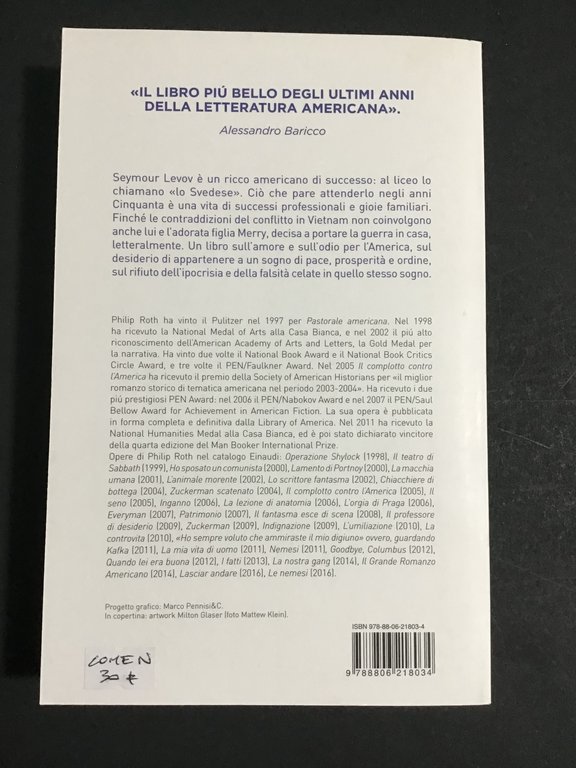 «IL LIBRO PIÚ BELLO DEGLI ULTIMI ANNI
DELLA LETTERATURA AMERICANA».
Alessandro Baricco
Seymour Levov è un ricco americano di successo: al liceo lo
chiamano «lo Svedese». Ciò che pare attenderlo negli anni
Cinquanta è una vita di successi professionali e gioie familiari.
Finché le contraddizioni del conflitto in Vietnam non coinvolgono
anche lui e l'adorata figlia Merry, decisa a portare la guerra in casa,
letteralmente. Un libro sull'amore e sull'odio per l'America, sul
desiderio di appartenere a un sogno di pace, prosperità e ordine,
sul rifiuto dell'ipocrisia e della falsità celate in quello stesso sogno.
Philip Roth ha vinto il Pulitzer nel 1997 per Pastorale americana. Nel 1998
ha ricevuto la National Medal of Arts alla Casa Bianca, e nel 2002 il piú alto
riconoscimento dell'American Academy of Arts and Letters, la Gold Medal per
la narrativa. Ha vinto due volte il National Book Award e il National Book Critics
Circle Award, e tre volte il PEN/Faulkner Award. Nel 2005 Il complotto contro
l'America ha ricevuto il premio della Society of American Historians per «il miglior
romanzo storico di tematica americana nel periodo 2003-2004». Ha ricevuto i due
piú prestigiosi PEN Award: nel 2006 il PEN/Nabokov Award e nel 2007 il PEN/Saul
Bellow Award for Achievement in American Fiction. La sua opera è pubblicata
in forma completa e definitiva dalla Library of America. Nel 2011 ha ricevuto la
National Humanities Medal alla Casa Bianca, ed è poi stato dichiarato vincitore
della quarta edizione del Man Booker International Prize.
Opere di Philip Roth nel catalogo Einaudi: Operazione Shylock (1998), Il teatro di
Sabbath (1999), Ho sposato un comunista (2000), Lamento di Portnoy (2000), La macchia
umana (2001), L'animale morente (2002), Lo scrittore fantasma (2002), Chiacchiere di
bottega (2004), Zuckerman scatenato (2004), Il complotto contro l'America (2005), Il
seno (2005), Inganno (2006), La lezione di anatomia (2006), L'orgia di Praga (2006),
Everyman (2007), Patrimonio (2007), Il fantasma esce di scena (2008), Il professore
di desiderio (2009), Zuckerman (2009), Indignazione (2009), L'umiliazione (2010), La
controvita (2010), «Ho sempre voluto che ammiraste il mio digiuno» ovvero, guardando
Kafka (2011), La mia vita di uomo (2011), Nemesi (2011), Goodbye, Columbus (2012),
Quando lei era buona (2012), I fatti (2013), La nostra gang (2014), Il Grande Romanzo
Americano (2014), Lasciar andare (2016), Le nemesi (2016).
Progetto grafico: Marco Pennisi&C.
In copertina: artwork Milton Glaser (foto Mattew Klein).
ISBN 978-88-06-21803-4
9 788806 218034
COMEN
30 €